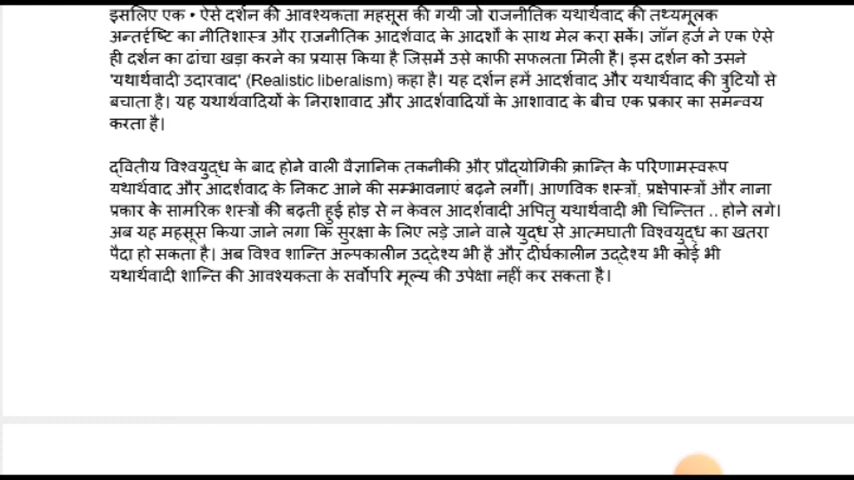 इसलिए एक • ऐसे दर्शन की आवश्यकता महसूस की गयी जो राजनीतिक यथार्थवाद की तथ्यमूलक
अन्तर्दृष्टि का नीतिशास्त्र और राजनीतिक आदर्शवाद के आदर्शों के साथ मेल करा सकें। जॉन हर्ज ने एक ऐसे
ही दर्शन का ढांचा खड़ा करने का प्रयास किया है जिसमें उसे काफी सफलता मिली है। इस दर्शन को उसने
'यथार्थवादी उदारवाद' (Realistic liberalism) कहा है। यह दर्शन हमें आदर्शवाद और यथार्थवाद की त्रुटियों से
बचाता है। यह यथार्थवादियों के निराशावाद और आदर्शवादियों के आशावाद के बीच एक प्रकार का समन्वय
करता है।
द्वितीय विश्वयुद्ध के बाद होने वाली वैज्ञानिक तकनीकी और प्रौद्योगिकी क्रान्ति के परिणामस्वरूप
यथार्थवाद और आदर्शवाद के निकट आने की सम्भावनाएं बढ़ने लगीं। आणविक शस्त्रों, प्रक्षेपास्त्रों और नाना
प्रकार के सामरिक शस्त्रों की बढ़ती हुई होड़ से न केवल आदर्शवादी अपितु यथार्थवादी भी चिन्तित .. होने लगे।
अब यह महसूस किया जाने लगा कि सुरक्षा के लिए लड़े जाने वाले युद्ध से आत्मघाती विश्वयुद्ध का खतरा
पैदा हो सकता है। अब विश्व शान्ति अल्पकालीन उद्देश्य भी है और दीर्घकालीन उद्देश्य भी कोई भी
यथार्थवादी शान्ति की आवश्यकता के सर्वोपरि मूल्य की उपेक्षा नहीं कर सकता है।